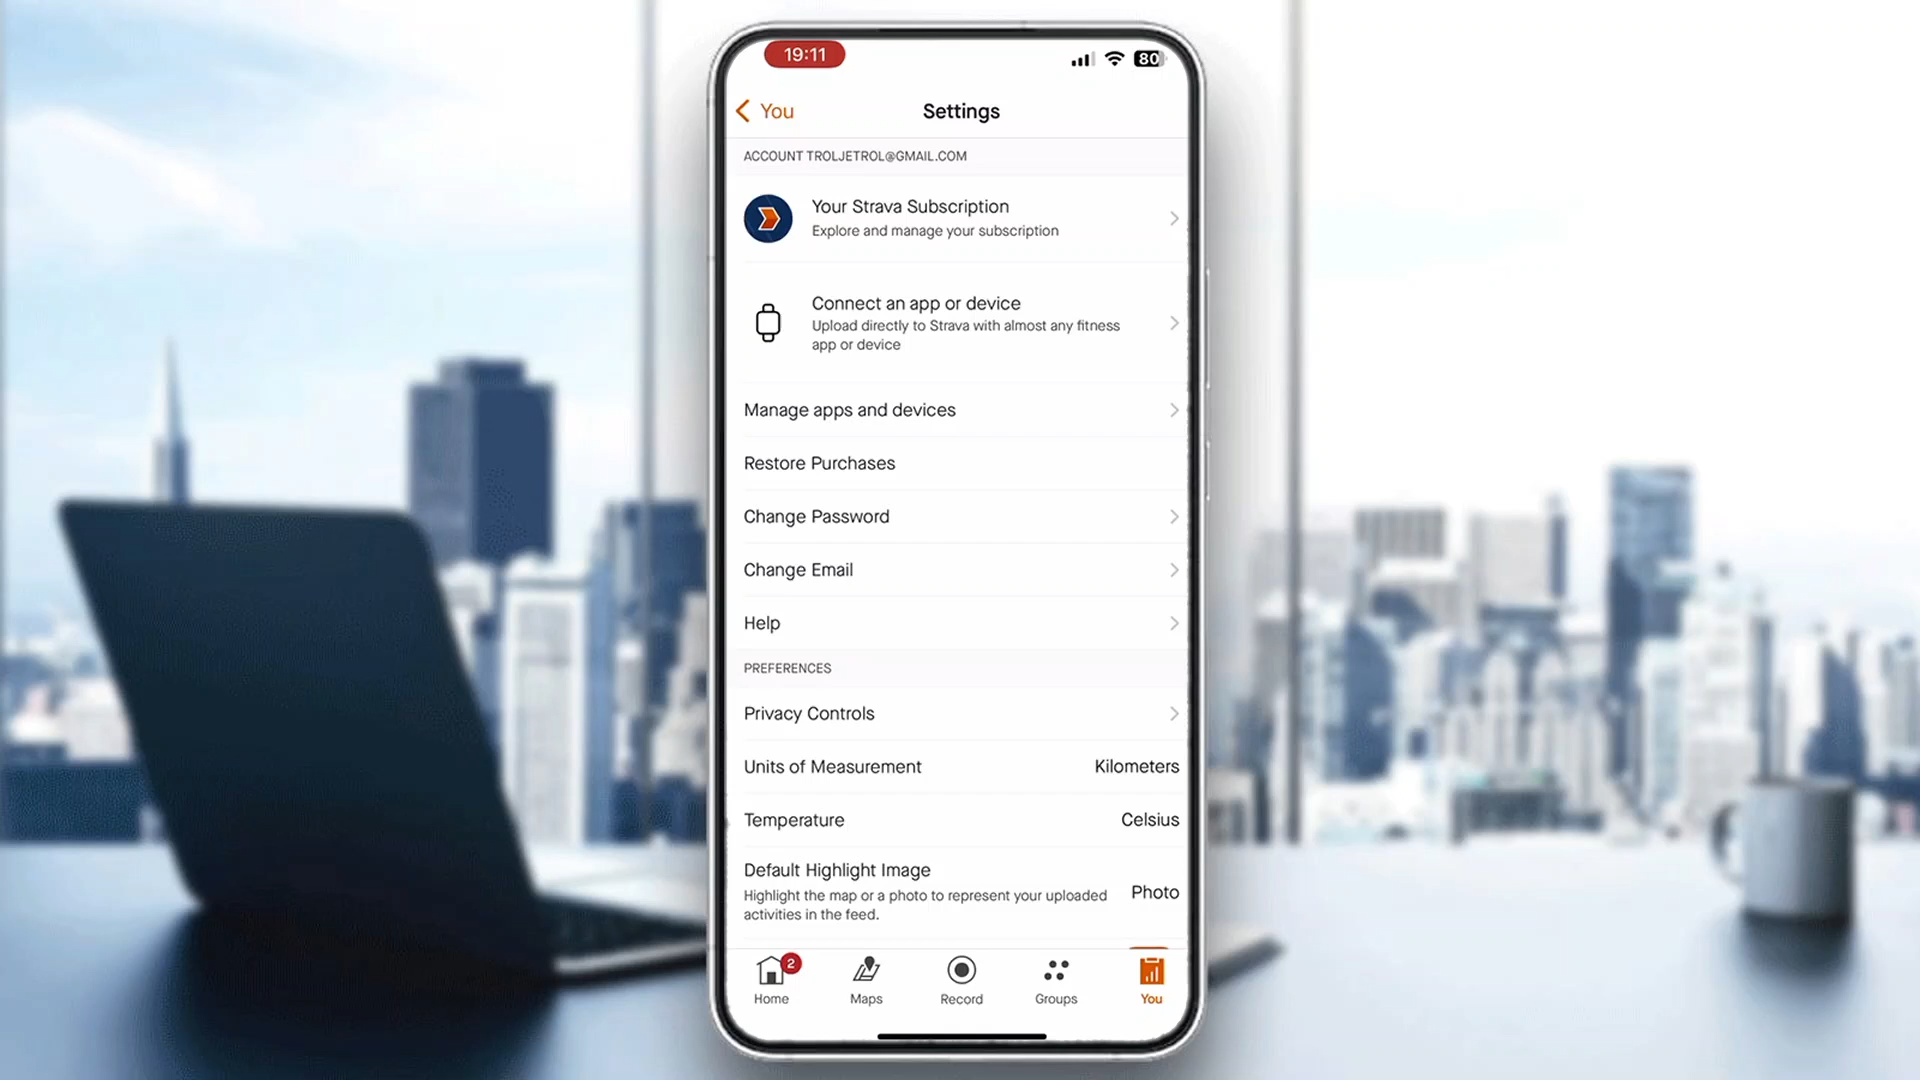 19:11
80
You
Settings
ACCOUNT TROLJETROL@GMAIL.COM
Your Strava Subscription
Explore and manage your subscription
Connect an app or device
Upload directly to Strava with almost any fitness
app or device
Manage apps and devices
Restore Purchases
Change Password
Change Email
Help
PREFERENCES
Privacy Controls
Units of Measurement Kilometers
Temperature Celsius
Default Highlight Image
Highlight the map or a photo to represent your uploaded
activities in the feed.
Photo
2
Home Maps Record Groups You